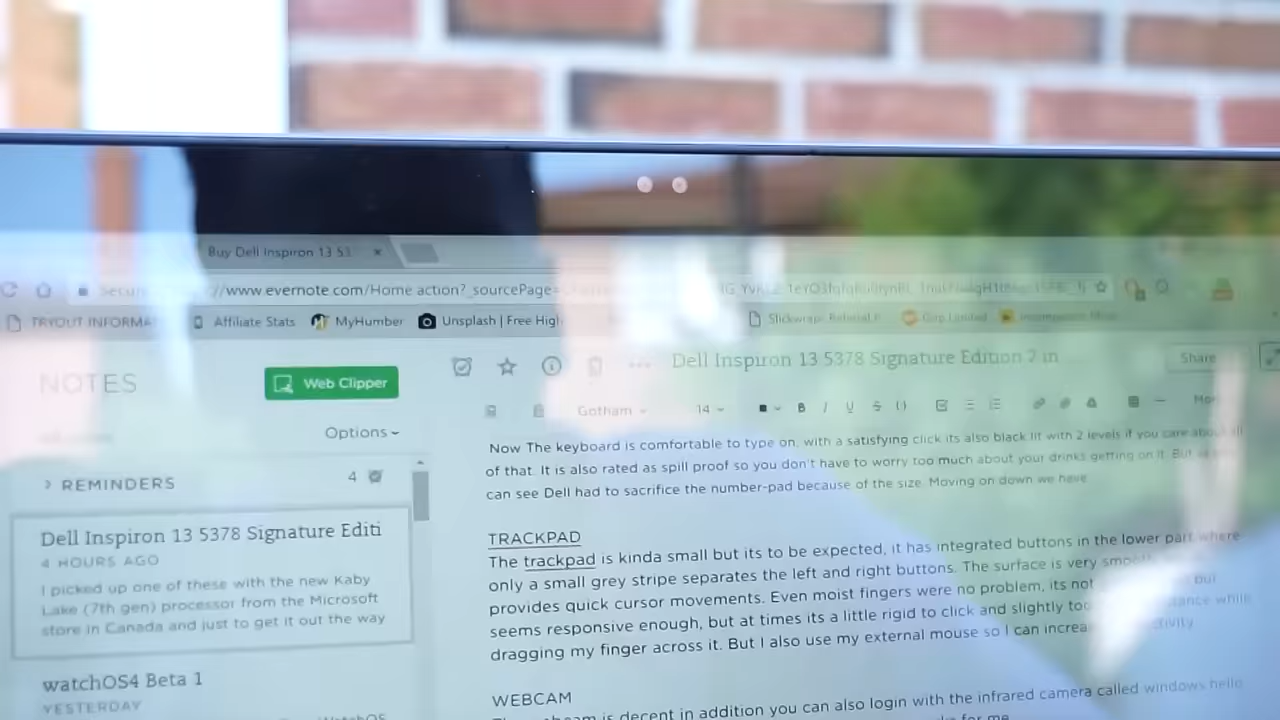 Buy Dell Inspiron 13 53
//www.evernote.com/Home action?_sourcePage=
TRYOUT INFORMA Affiliate Stats MyHumber Unsplash | Free High
Dell Inspiron 13 5378 Signature Edition 2 in
Share
NOTES
Web Clipper
Gotham 14 B I U S
Options
REMINDERS 4
Dell Inspiron 13 5378 Signature Editi
4 HOURS AGO
I picked up one of these with the new Kaby
Lake (7th gen) processor from the Microsoft
store in Canada and just to get it out the way
watchOS4 Beta 1
YESTERDAY
Now The keyboard is comfortable to type on, with a satisfying click its also black lit with 2 levels if you care about all
of that. It is also rated as spill proof so you don't have to worry too much about your drinks getting on it. But as you
can see Dell had to sacrifice the number-pad because of the size. Moving on down we have
TRACKPAD
The trackpad is kinda small but its to be expected, it has integrated buttons in the lower part where
only a small grey stripe separates the left and right buttons. The surface is very
provides quick cursor movements. Even moist fingers were no problem, its not but
seems responsive enough, but at times its a little rigid to click and slightly too while
dragging my finger across it. But I also use my external mouse so I can
WEBCAM
is decent in addition you can also login with the infrared camera called windows hello
for me